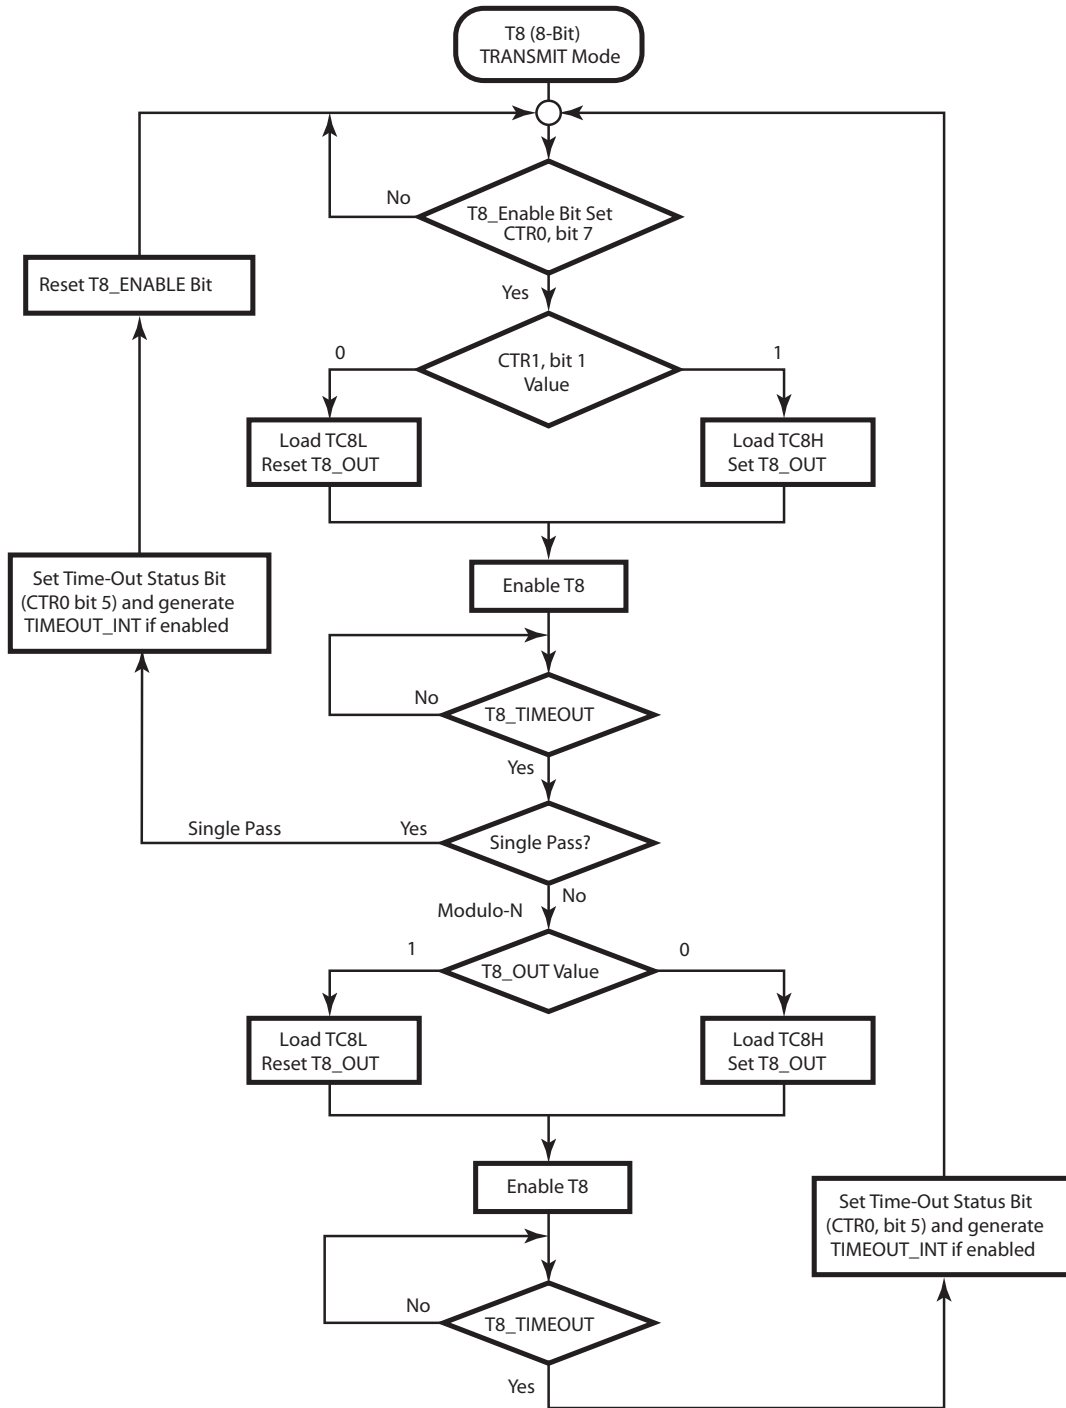 T8 (8-Bit)
TRANSMIT Mode
No
T8_Enable Bit Set
CTR0, bit 7
Reset T8_ENABLE Bit
Yes
0
CTR1, bit 1
Value
1
Load TC8L
Reset T8_OUT
Load TC8H
Set T8_OUT
Set Time-Out Status Bit
(CTR0 bit 5) and generate
TIMEOUT_INT if enabled
Enable T8
No
T8_TIMEOUT
Yes
Single Pass
Yes
Single Pass?
No
Modulo-N
1
T8_OUT Value
0
Load TC8L
Reset T8_OUT
Load TC8H
Set T8_OUT
Enable T8
Set Time-Out Status Bit
(CTR0, bit 5) and generate
TIMEOUT_INT if enabled
No
T8_TIMEOUT
Yes